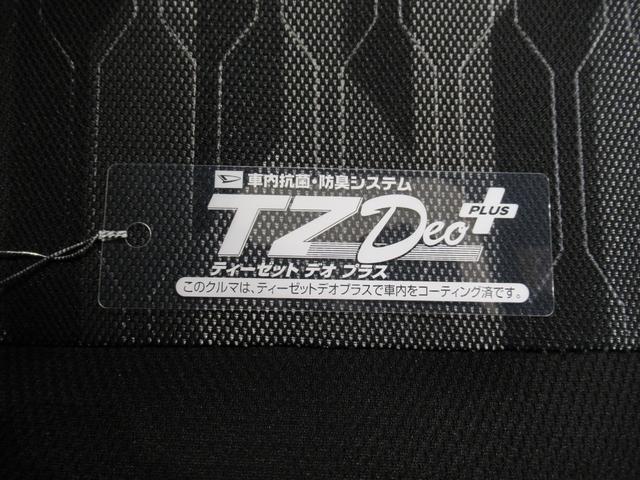 車内抗菌・防臭システム
TZ Deo PLUS
ティーゼット デオ プラス
このクルマは、ティーゼットデオプラスで車内をコーティング済です。